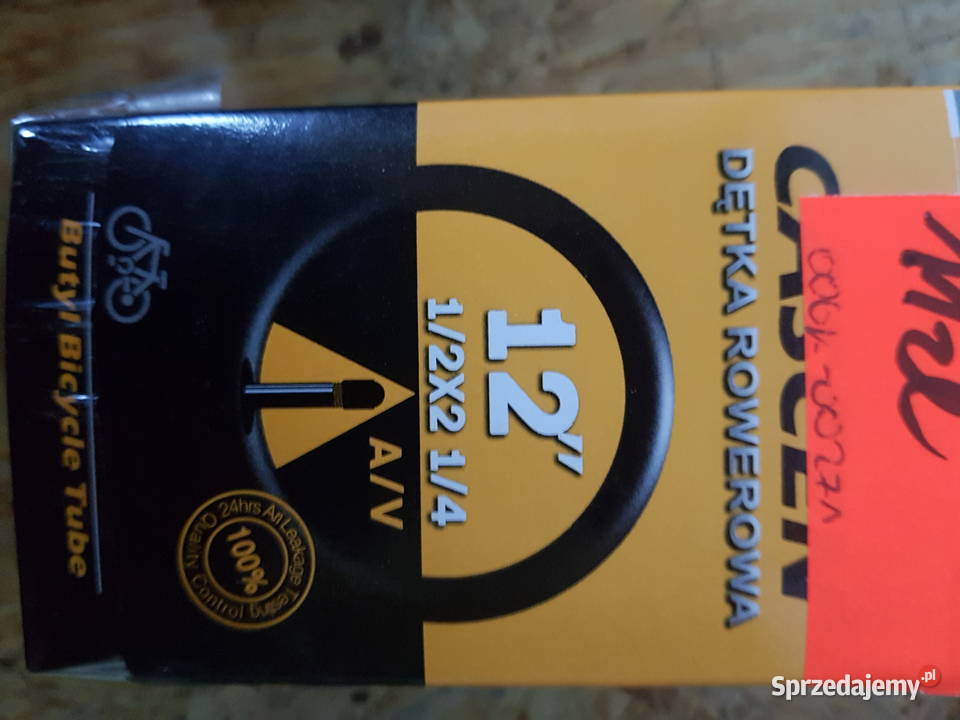 DĘTKA ROWEROWA
12"
1/2X2 1/4
A/V
24hrs Air Leakage Testing
100%
Quality Control
Butyl Bicycle Tube
Sprzedajemy.pl